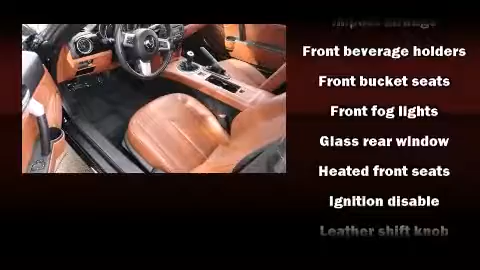 Front beverage holders
Front bucket seats
Front fog lights
Glass rear window
Heated front seats
Ignition disable
Leather shift knob